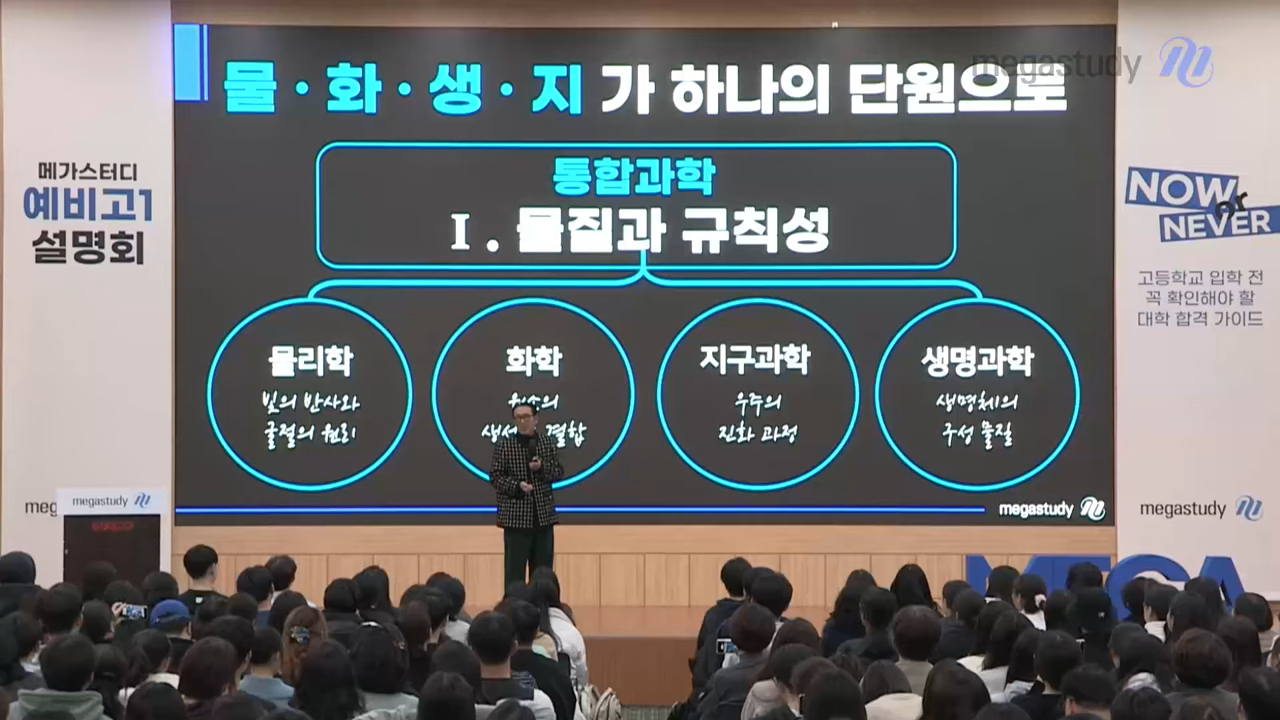 megastudy
물·화·생·지 가 하나의 단원으로
통합과학
Ⅰ. 물질과 규칙성
물리학
빛의 반사와
굴절의 원리
화학
생성 결합
지구과학
우주의
진화 과정
생명과학
생명체의
구성 물질
megastudy
메가스터디
예비고1
설명회
megastudy
NOW or
NEVER
고등학교 입학 전
꼭 확인해야 할
대학 합격 가이드
megastudy
MEGA